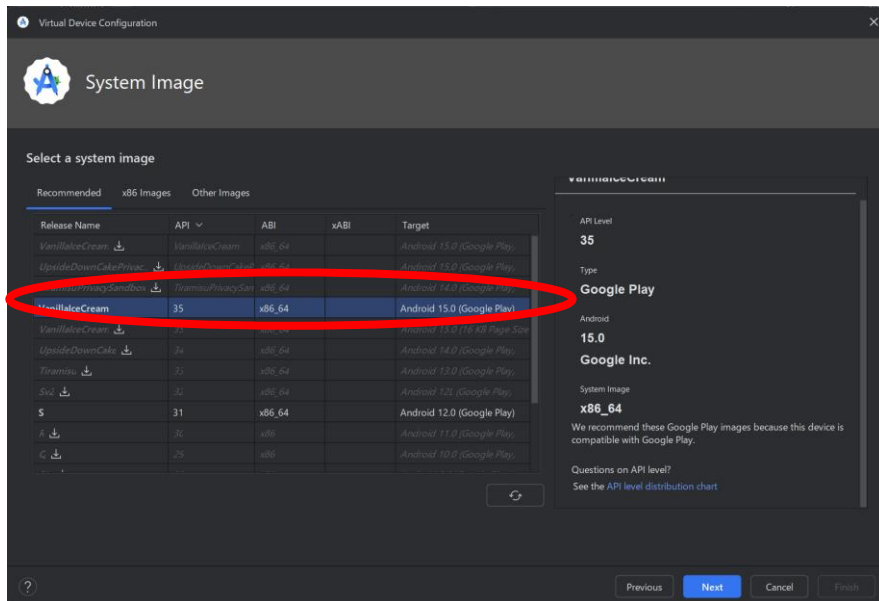 Virtual Device Configuration
System Image
Select a system image
Recommended x86 Images Other Images
Release Name API ABI xABI Target
VanillaIceCream VanillaIceCream x86_64 Android 15.0 (Google Play,
UpsideDownCakePrivac x86_64 Android 15.0 (Google Play,
TiramisuPrivacySan x86_64 Android 14.0 (Google Play,
VanillaIceCream 35 x86_64 Android 15.0 (Google Play)
VanillaIceCream 35 x86_64 Android 15.0 (16 KB Page Size
UpsideDownCake 34 x86_64 Android 14.0 (Google Play,
Tiramisu 33 x86_64 Android 13.0 (Google Play,
Sv2 32 x86_64 Android 12L (Google Play,
S 31 x86_64 Android 12.0 (Google Play)
R 30 x86 Android 11.0 (Google Play,
Q 29 x86 Android 10.0 (Google Play,
VanillaIceCream
API Level
35
Type
Google Play
Android
15.0
Google Inc.
System Image
x86_64
We recommend these Google Play images because this device is
compatible with Google Play.
Questions on API level?
See the API level distribution chart
? Previous Next Cancel Finish